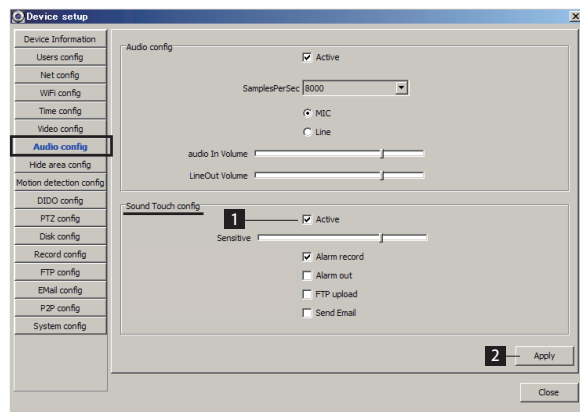 Device setup
Device Information
Users config
Net config
WiFi config
Time config
Video config
Audio config
Hide area config
Motion detection config
DIDO config
PTZ config
Disk config
Record config
FTP config
EMail config
P2P config
System config
Audio config
Active
SamplesPerSec 8000
MIC
Line
audio In Volume
LineOut Volume
Sound Touch config
1 Active
Sensitive
Alarm record
Alarm out
FTP upload
Send Email
2 Apply
Close